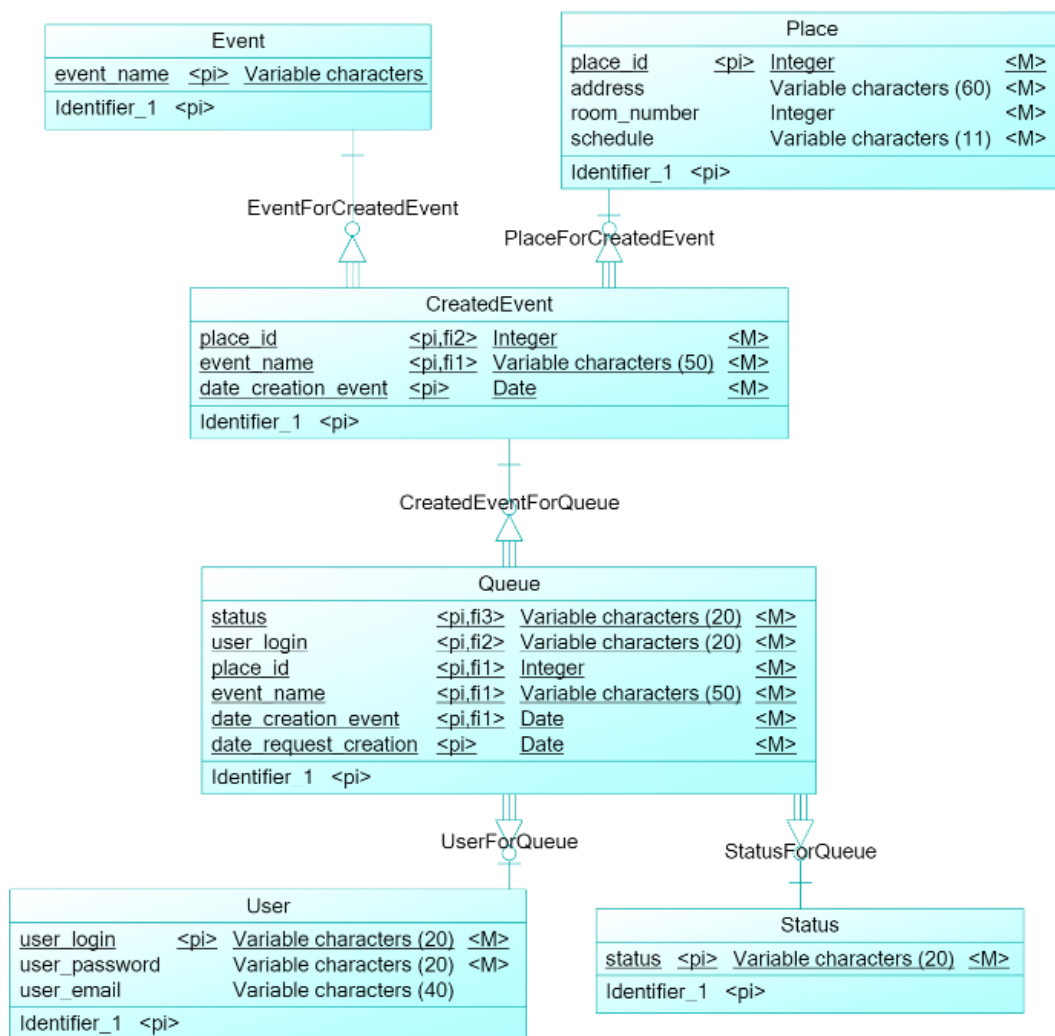 Event
event_name <pi> Variable characters
Identifier_1 <pi>
Place
place_id <pi> Integer <M>
address Variable characters (60) <M>
room_number Integer <M>
schedule Variable characters (11) <M>
Identifier_1 <pi>
EventForCreatedEvent
PlaceForCreatedEvent
CreatedEvent
place_id <pi,fi2> Integer <M>
event_name <pi,fi1> Variable characters (50) <M>
date_creation_event <pi> Date <M>
Identifier_1 <pi>
CreatedEventForQueue
Queue
status <pi,fi3> Variable characters (20) <M>
user_login <pi,fi2> Variable characters (20) <M>
place_id <pi,fi1> Integer <M>
event_name <pi,fi1> Variable characters (50) <M>
date_creation_event <pi,fi1> Date <M>
date_request_creation <pi> Date <M>
Identifier_1 <pi>
UserForQueue
StatusForQueue
User
user_login <pi> Variable characters (20) <M>
user_password Variable characters (20) <M>
user_email Variable characters (40)
Identifier_1 <pi>
Status
status <pi> Variable characters (20) <M>
Identifier_1 <pi>